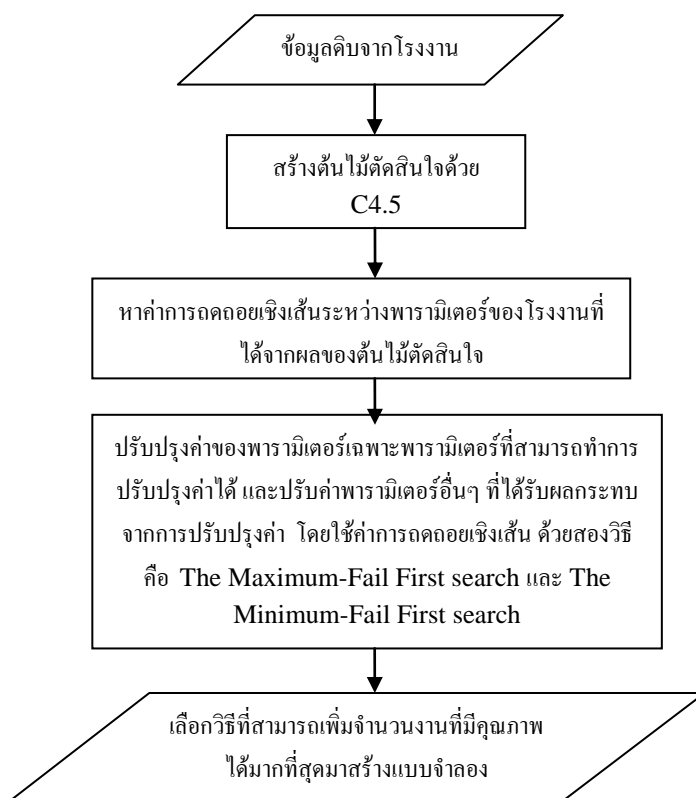 ข้อมูลดิบจากโรงงาน
สร้างต้นไม้ตัดสินใจด้วย
C4.5
หาค่าการถดถอยเชิงเส้นระหว่างพารามิเตอร์ของโรงงานที่
ได้จากผลของต้นไม้ตัดสินใจ
ปรับปรุงค่าของพารามิเตอร์เฉพาะพารามิเตอร์ที่สามารถทำการ
ปรับปรุงค่าได้ และปรับค่าพารามิเตอร์อื่นๆ ที่ได้รับผลกระทบ
จากการปรับปรุงค่า โดยใช้ค่าการถดถอยเชิงเส้น ด้วยสองวิธี
คือ The Maximum-Fail First search และ The
Minimum-Fail First search
เลือกวิธีที่สามารถเพิ่มจำนวนงานที่มีคุณภาพ
ได้มากที่สุดมาสร้างแบบจำลอง